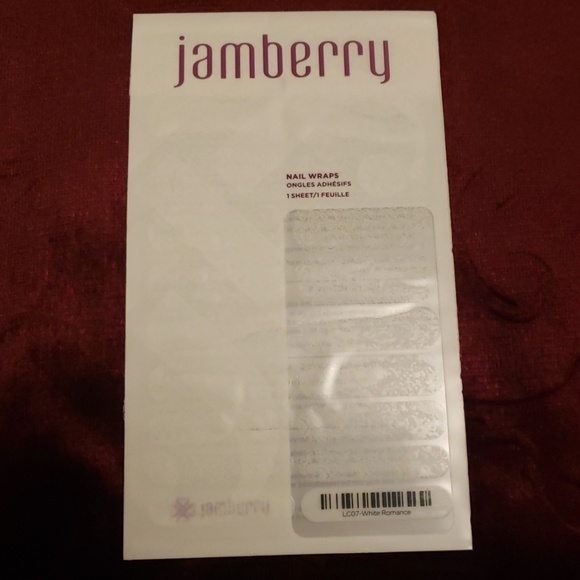 jamberry
NAIL WRAPS
ONGLES ADHÉSIFS
1 SHEET/1 FEUILLE
jamberry
LC07-White Romance